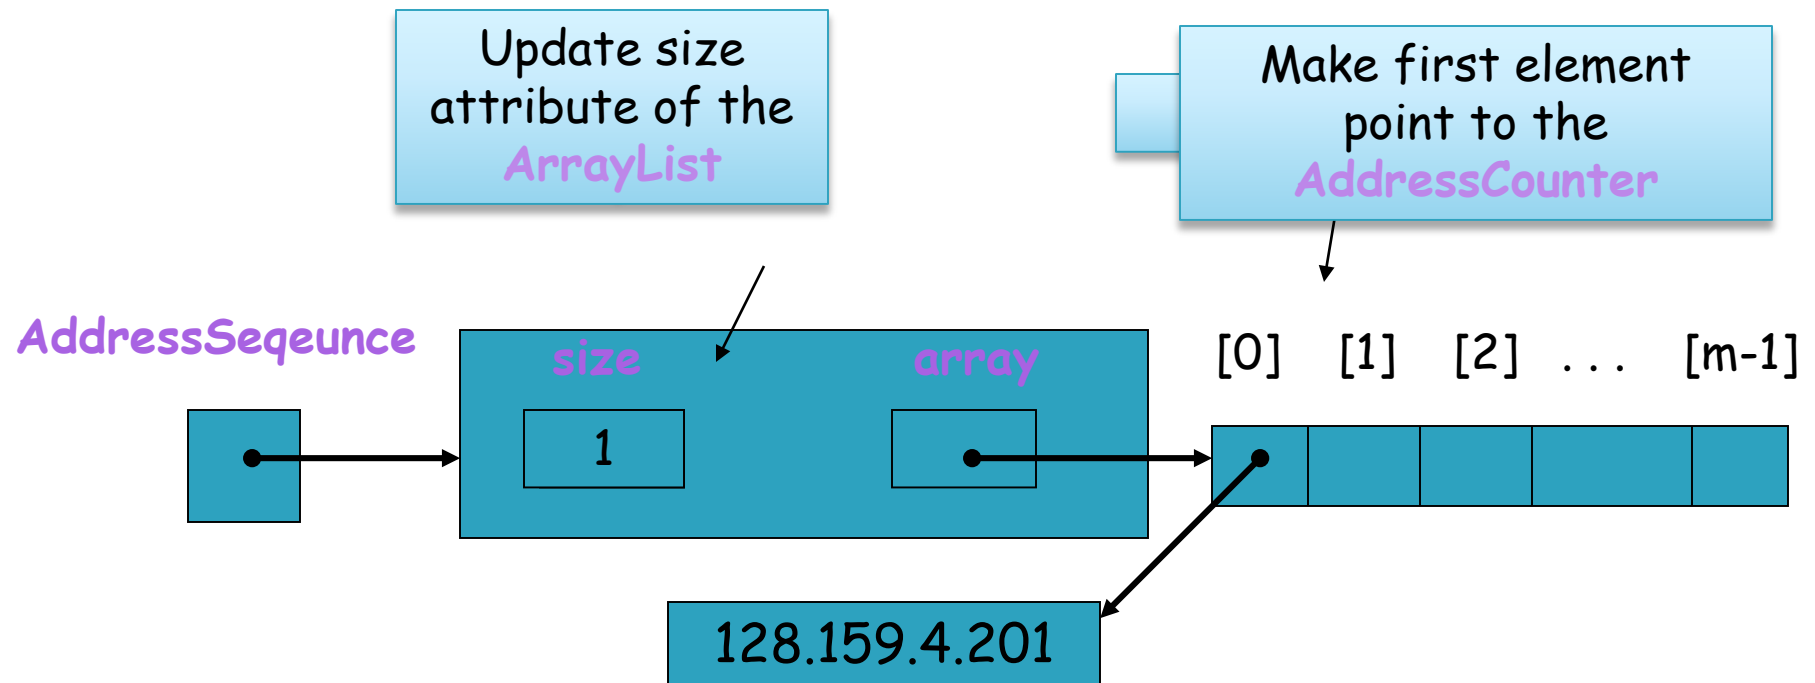 Update size
attribute of the
ArrayList
Make first element
point to the
AddressCounter
AddressSeqeunce
size
array
[0] [1] [2] . . . [m-1]
1
128.159.4.201